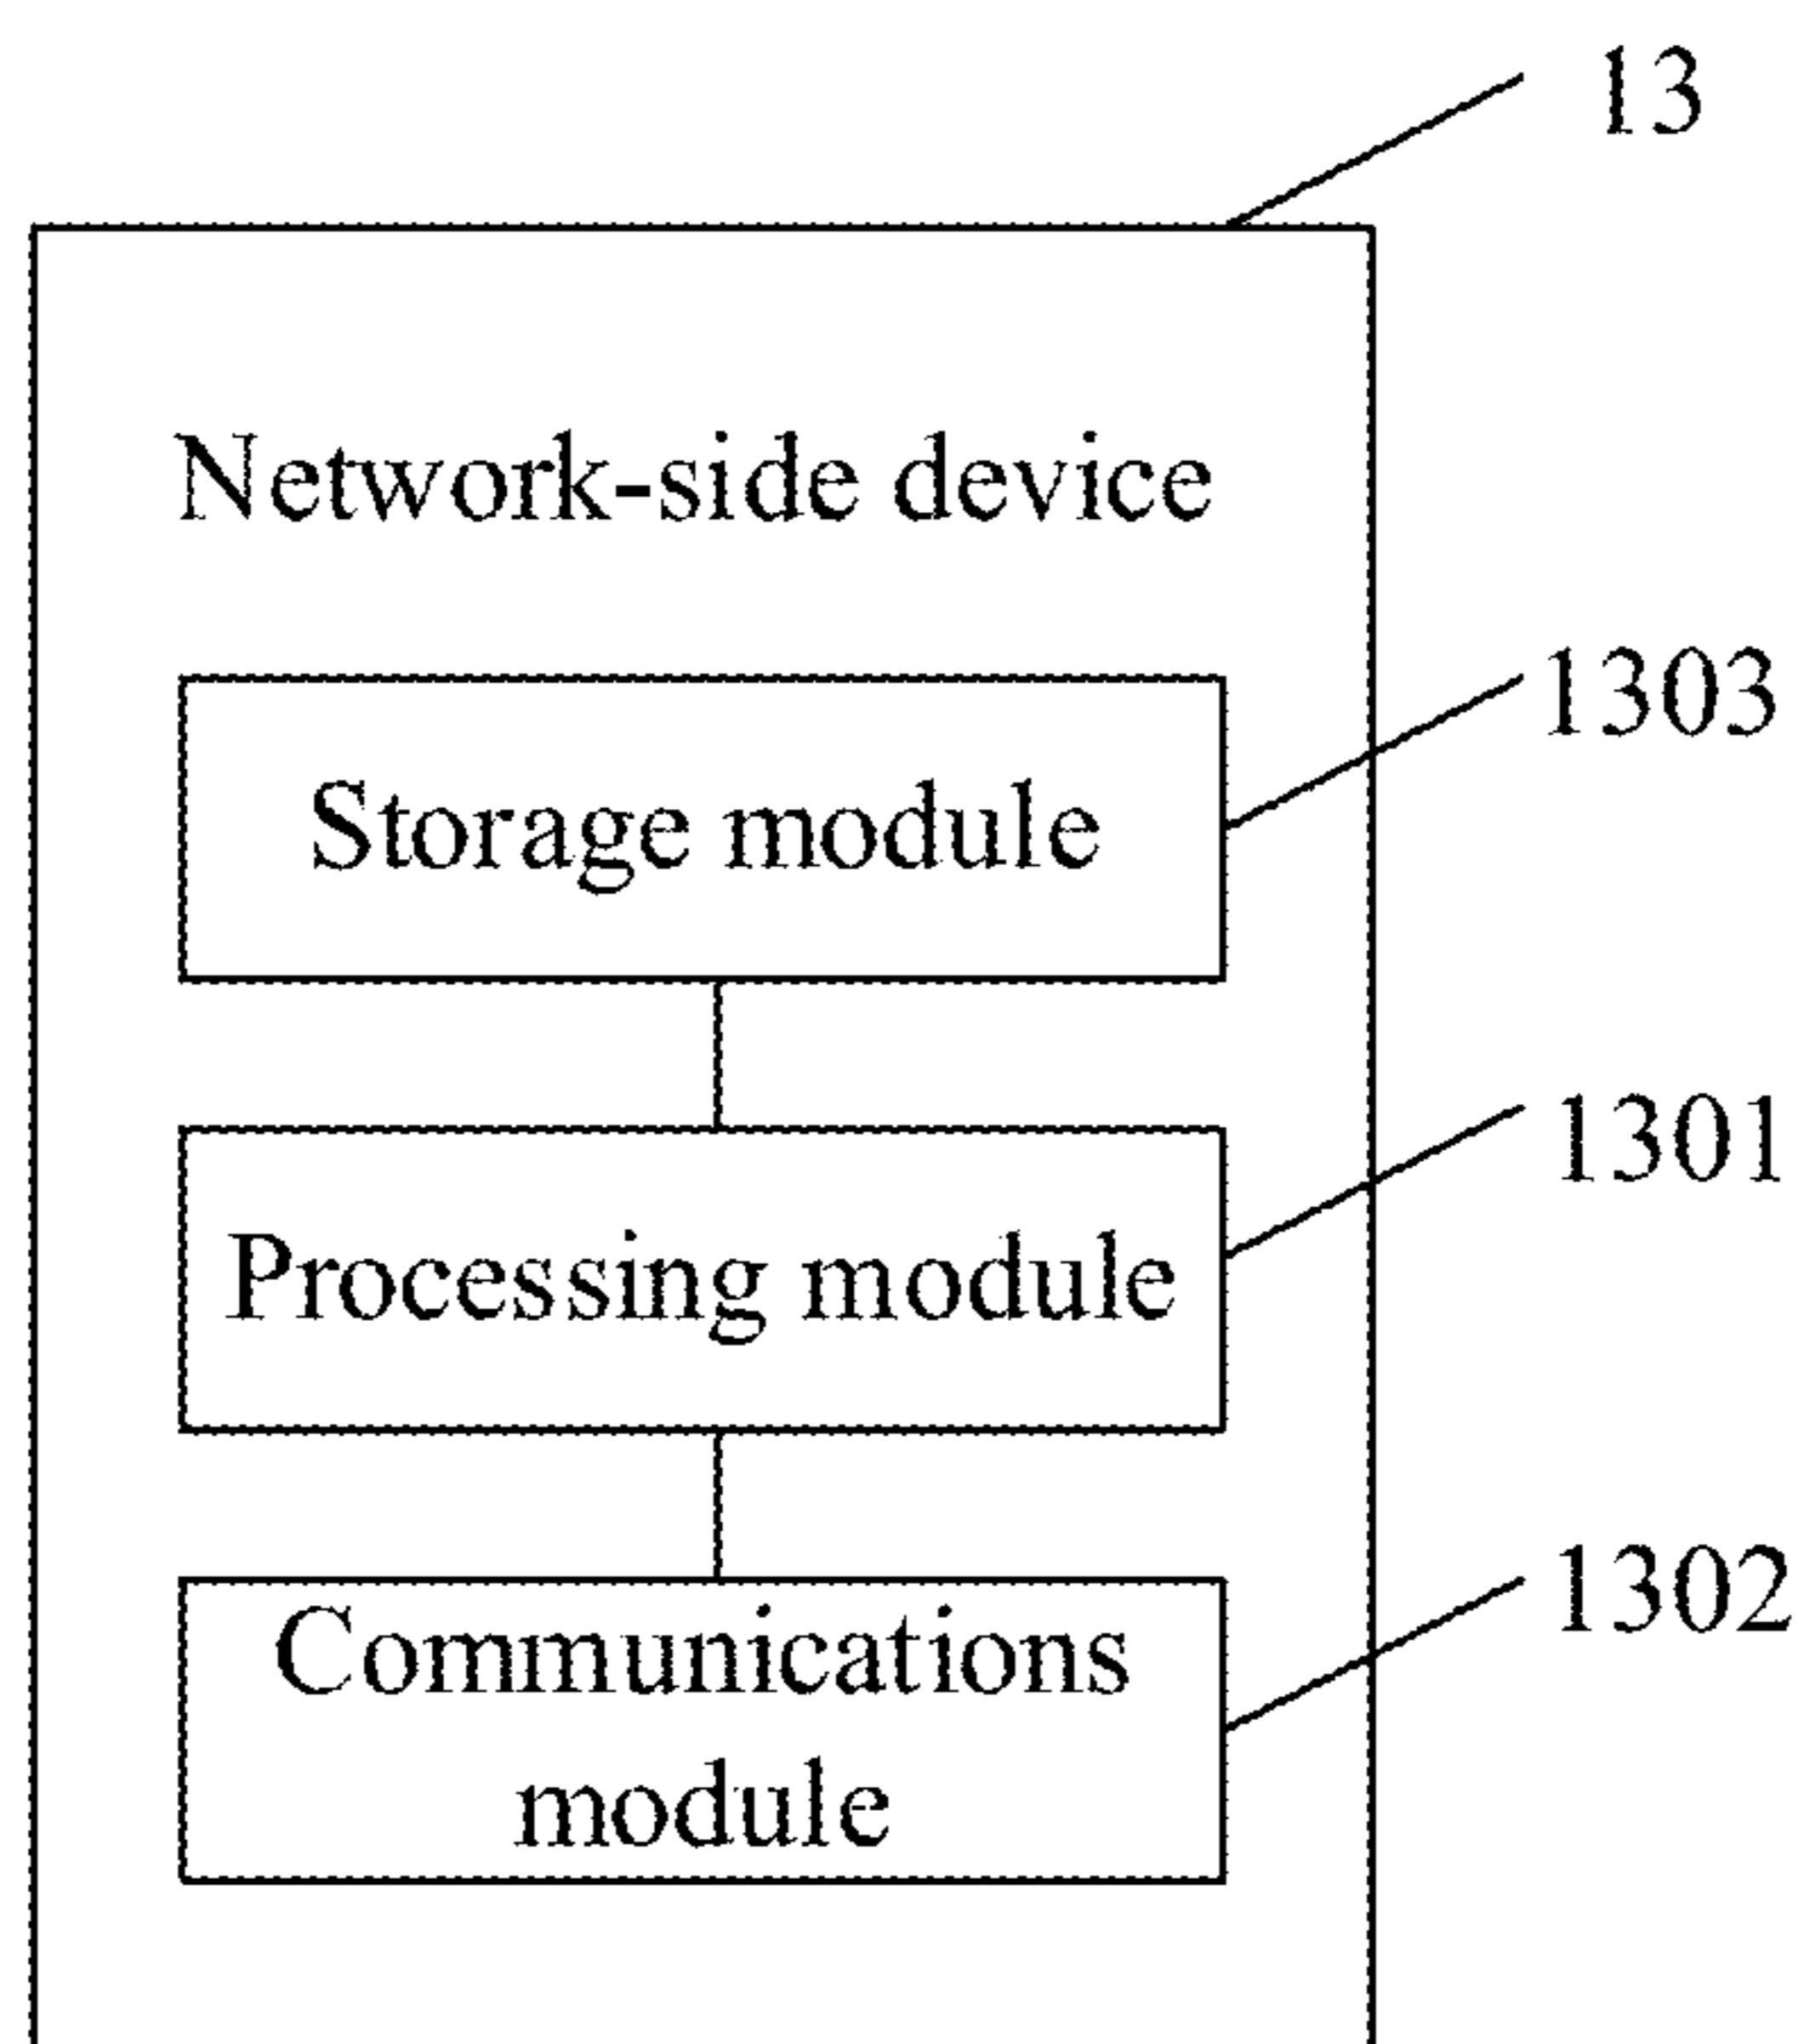 13
Network-side device
1303
Storage module
1301
Processing module
1302
Communications
module